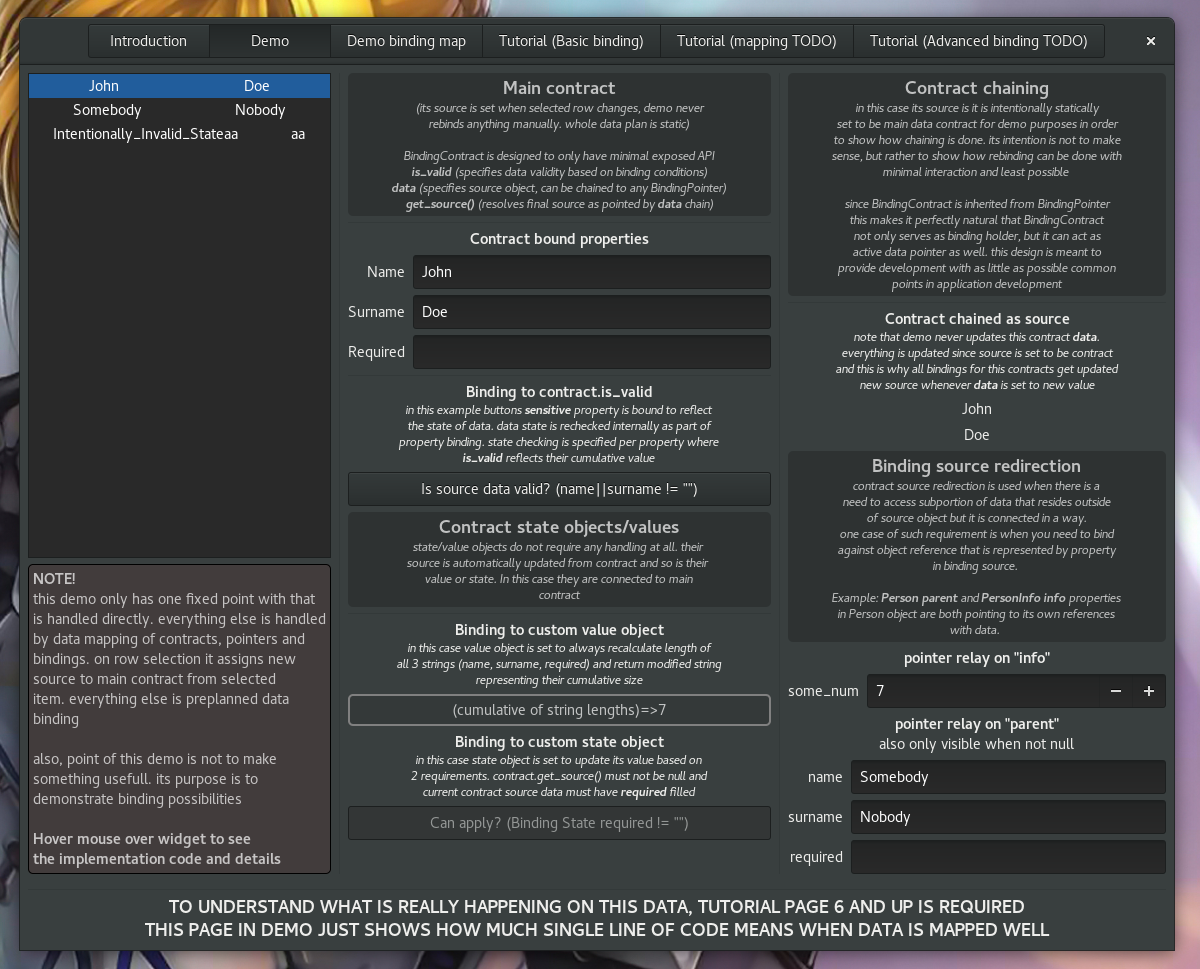 Introduction
Demo
Demo binding map
Tutorial (Basic binding)
Tutorial (mapping TODO)
Tutorial (Advanced binding TODO)
×
John Doe
Somebody Nobody
Intentionally_Invalid_Stateaa aa
NOTE!
this demo only has one fixed point with that
is handled directly. everything else is handled
by data mapping of contracts, pointers and
bindings. on row selection it assigns new
source to main contract from selected
item. everything else is preplanned data
binding
also, point of this demo is not to make
something usefull. its purpose is to
demonstrate binding possibilities
Hover mouse over widget to see
the implementation code and details
Main contract
(its source is set when selected row changes, demo never
rebinds anything manually. whole data plan is static)
BindingContract is designed to only have minimal exposed API
is_valid (specifies data validity based on binding conditions)
data (specifies source object, can be chained to any BindingPointer)
get_source() (resolves final source as pointed by data chain)
Contract bound properties
Name John
Surname Doe
Required
Binding to contract.is_valid
in this example buttons sensitive property is bound to reflect
the state of data. data state is rechecked internally as part of
property binding. state checking is specified per property where
is_valid reflects their cumulative value
Is source data valid? (name||surname != "")
Contract state objects/values
state/value objects do not require any handling at all. their
source is automatically updated from contract and so is their
value or state. In this case they are connected to main
contract
Binding to custom value object
in this case value object is set to always recalculate length of
all 3 strings (name, surname, required) and return modified string
representing their cumulative size
(cumulative of string lengths)=>7
Binding to custom state object
in this case state object is set to update its value based on
2 requirements. contract.get_source() must not be null and
current contract source data must have required filled
Can apply? (Binding State required != "")
Contract chaining
in this case its source is it is intentionally statically
set to be main data contract for demo purposes in order
to show how chaining is done. its intention is not to make
sense, but rather to show how rebinding can be done with
minimal interaction and least possible
since BindingContract is inherited from BindingPointer
this makes it perfectly natural that BindingContract
not only serves as binding holder, but it can act as
active data pointer as well. this design is meant to
provide development with as little as possible common
points in application development
Contract chained as source
note that demo never updates this contract data.
everything is updated since source is set to be contract
and this is why all bindings for this contracts get updated
new source whenever data is set to new value
John
Doe
Binding source redirection
contract source redirection is used when there is a
need to access subportion of data that resides outside
of source object but it is connected in a way.
one case of such requirement is when you need to bind
against object reference that is represented by property
in binding source.
Example: Person parent and PersonInfo info properties
in Person object are both pointing to its own references
with data.
pointer relay on "info"
some_num 7 − +
pointer relay on "parent"
also only visible when not null
name Somebody
surname Nobody
required
TO UNDERSTAND WHAT IS REALLY HAPPENING ON THIS DATA, TUTORIAL PAGE 6 AND UP IS REQUIRED
THIS PAGE IN DEMO JUST SHOWS HOW MUCH SINGLE LINE OF CODE MEANS WHEN DATA IS MAPPED WELL